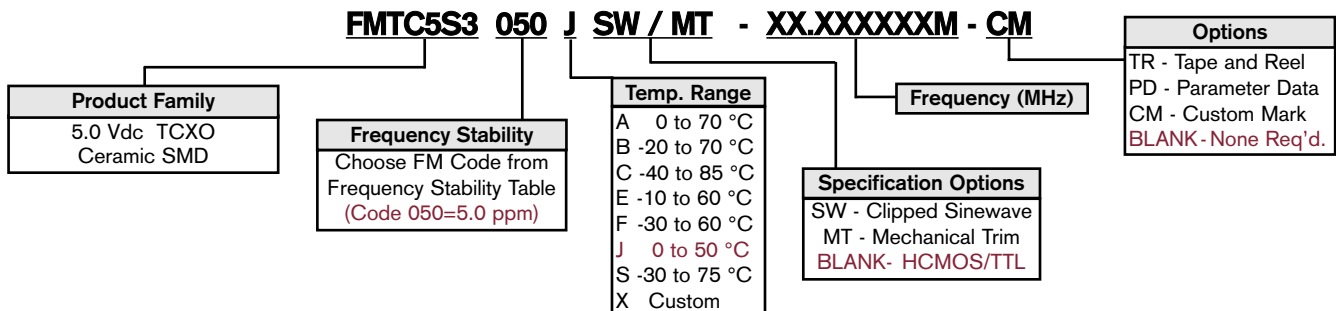 FMTC5S3 050 J SW / MT - XX.XXXXXXM - CM
Product Family
5.0 Vdc TCXO
Ceramic SMD
Frequency Stability
Choose FM Code from
Frequency Stability Table
(Code 050=5.0 ppm)
Temp. Range
A 0 to 70 °C
B -20 to 70 °C
C -40 to 85 °C
E -10 to 60 °C
F -30 to 60 °C
J 0 to 50 °C
S -30 to 75 °C
X Custom
Specification Options
SW - Clipped Sinewave
MT - Mechanical Trim
BLANK- HCMOS/TTL
Frequency (MHz)
Options
TR - Tape and Reel
PD - Parameter Data
CM - Custom Mark
BLANK - None Req'd.